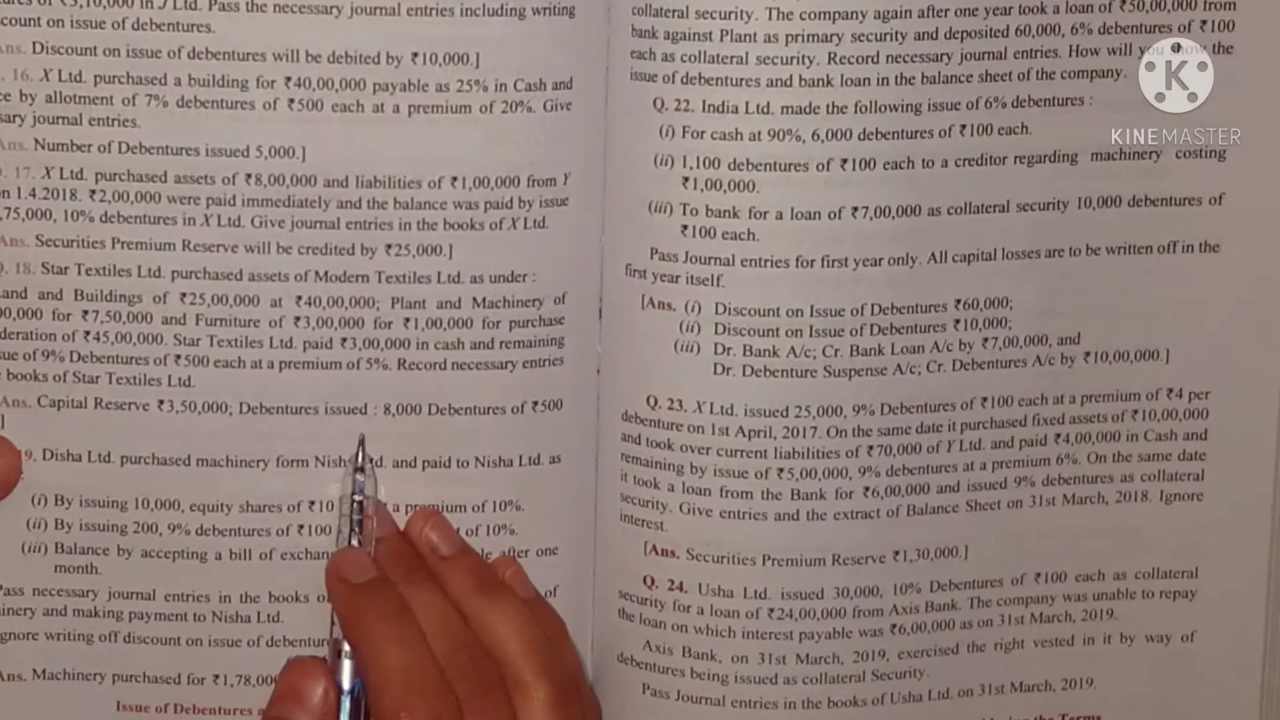 00 in J Ltd. Pass the necessary journal entries including writing
count on issue of debentures.
ns. Discount on issue of debentures will be debited by ₹10,000.]
. 16. X Ltd. purchased a building for ₹40,00,000 payable as 25% in Cash and
ce by allotment of 7% debentures of ₹500 each at a premium of 20%. Give
sary journal entries.
ns. Number of Debentures issued 5,000.]
. 17. X Ltd. purchased assets of ₹8,00,000 and liabilities of ₹1,00,000 from Y
n 1.4.2018. ₹2,00,000 were paid immediately and the balance was paid by issue
,75,000, 10% debentures in X Ltd. Give journal entries in the books of X Ltd.
Ans. Securities Premium Reserve will be credited by ₹25,000.]
. 18. Star Textiles Ltd. purchased assets of Modern Textiles Ltd. as under :
and and Buildings of ₹25,00,000 at ₹40,00,000; Plant and Machinery of
00,000 for ₹7,50,000 and Furniture of ₹3,00,000 for ₹1,00,000 for purchase
deration of ₹45,00,000. Star Textiles Ltd. paid ₹3,00,000 in cash and remaining
sue of 9% Debentures of ₹500 each at a premium of 5%. Record necessary entries
books of Star Textiles Ltd.
Ans. Capital Reserve ₹3,50,000; Debentures issued : 8,000 Debentures of ₹500
]
19. Disha Ltd. purchased machinery form Nish td. and paid to Nisha Ltd. as
(i) By issuing 10,000, equity shares of ₹10 a premium of 10%.
(ii) By issuing 200, 9% debentures of ₹100 of 10%.
(iii) Balance by accepting a bill of exchan le after one
month.
Pass necessary journal entries in the books o of
inery and making payment to Nisha Ltd.
gnore writing off discount on issue of debentur
Ans. Machinery purchased for ₹1,78,000
Issue of Debentures a
collateral security. The company again after one year took a loan of ₹50,00,000 from
bank against Plant as primary security and deposited 60,000, 6% debentures of ₹100
each as collateral security. Record necessary journal entries. How will you show the
issue of debentures and bank loan in the balance sheet of the company.
K
KINEMASTER
Q. 22. India Ltd. made the following issue of 6% debentures :
(i) For cash at 90%, 6,000 debentures of ₹100 each.
(ii) 1,100 debentures of ₹100 each to a creditor regarding machinery costing
₹1,00,000.
(iii) To bank for a loan of ₹7,00,000 as collateral security 10,000 debentures of
₹100 each.
Pass Journal entries for first year only. All capital losses are to be written off in the
first year itself.
[Ans. (i) Discount on Issue of Debentures ₹60,000;
(ii) Discount on Issue of Debentures ₹10,000;
(iii) Dr. Bank A/c; Cr. Bank Loan A/c by ₹7,00,000, and
Dr. Debenture Suspense A/c; Cr. Debentures A/c by ₹10,00,000.]
Q. 23. X Ltd. issued 25,000, 9% Debentures of ₹100 each at a premium of ₹4 per
debenture on 1st April, 2017. On the same date it purchased fixed assets of ₹10,00,000
and took over current liabilities of ₹70,000 of Y Ltd. and paid ₹4,00,000 in Cash and
remaining by issue of ₹5,00,000, 9% debentures at a premium 6%. On the same date
it took a loan from the Bank for ₹6,00,000 and issued 9% debentures as collateral
security. Give entries and the extract of Balance Sheet on 31st March, 2018. Ignore
interest.
[Ans. Securities Premium Reserve ₹1,30,000.]
Q. 24. Usha Ltd. issued 30,000, 10% Debentures of ₹100 each as collateral
security for a loan of ₹24,00,000 from Axis Bank. The company was unable to repay
the loan on which interest payable was ₹6,00,000 as on 31st March, 2019.
Axis Bank, on 31st March, 2019, exercised the right vested in it by way of
debentures being issued as collateral Security.
Pass Journal entries in the books of Usha Ltd. on 31st March, 2019.
the Terms